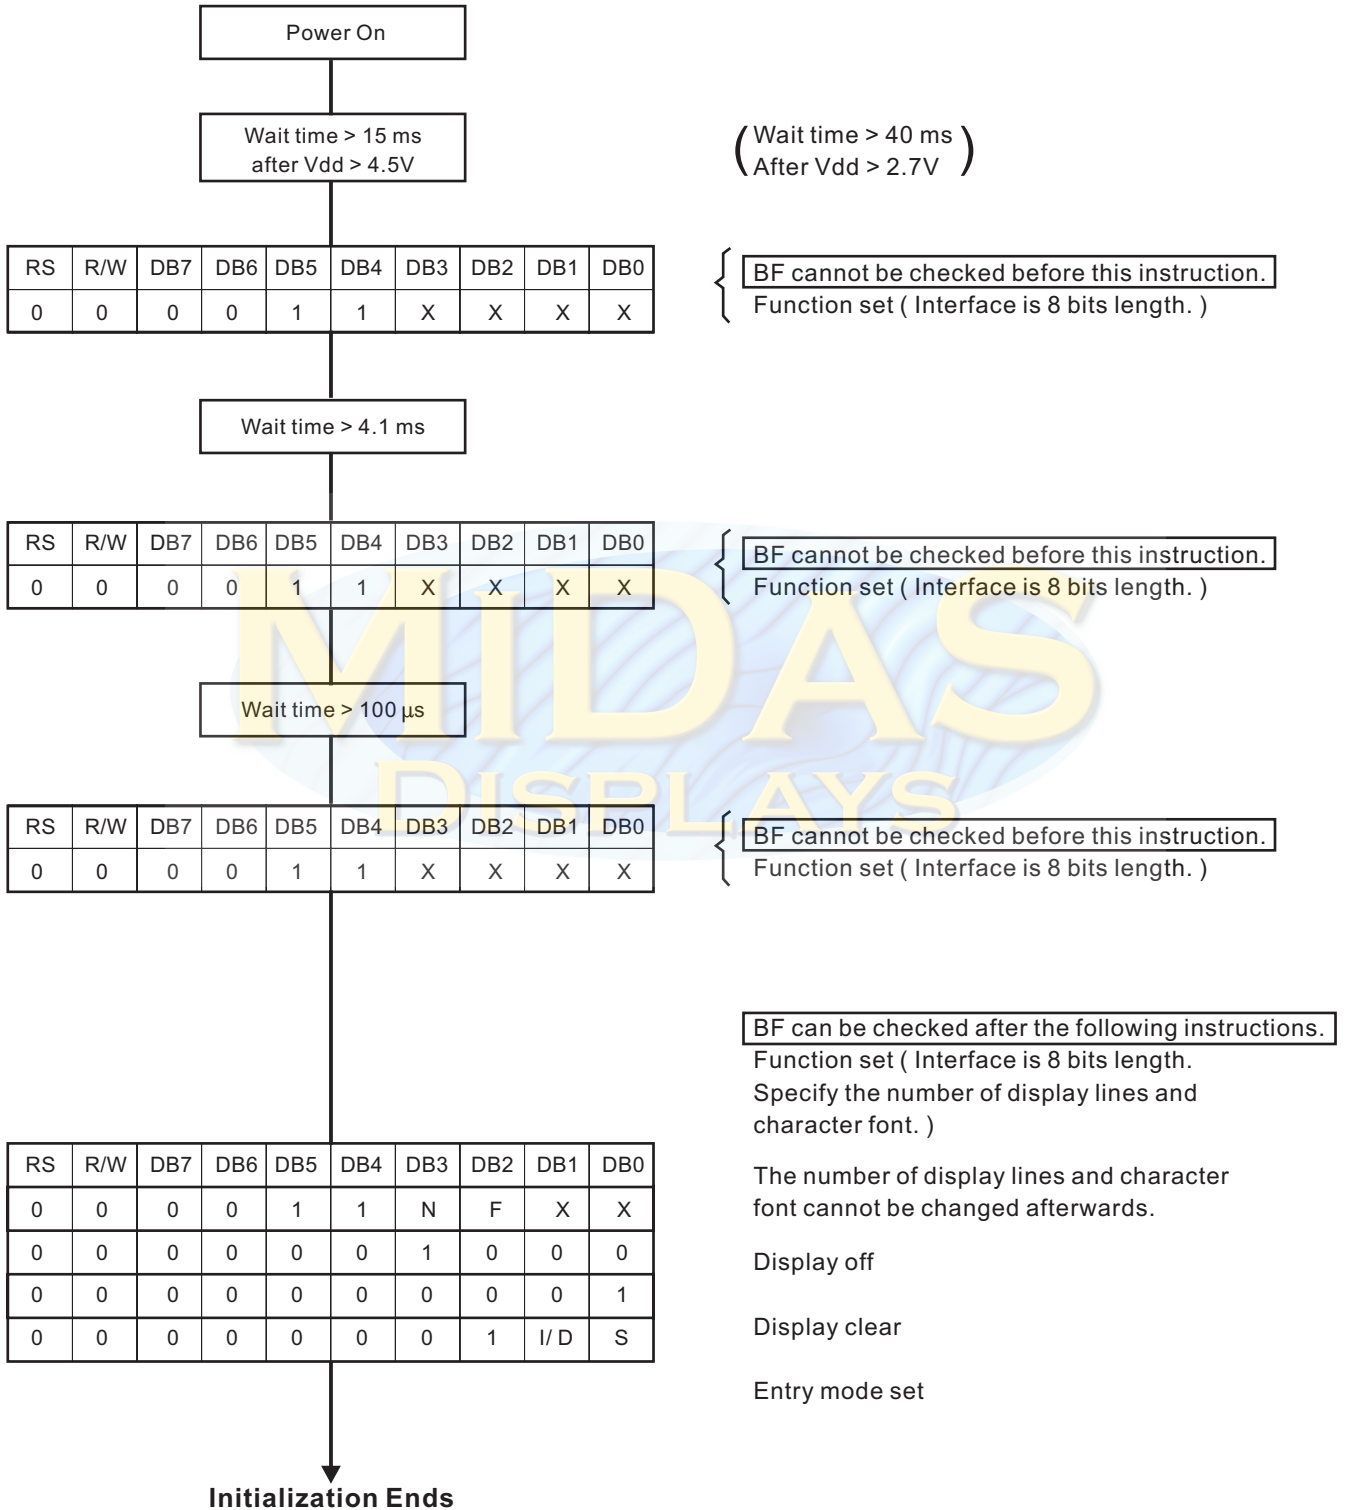 Power On
Wait time > 15 ms
after Vdd > 4.5V
( Wait time > 40 ms )
After Vdd > 2.7V
RS R/W DB7 DB6 DB5 DB4 DB3 DB2 DB1 DB0
0 0 0 0 1 1 X X X X
BF cannot be checked before this instruction.
Function set ( Interface is 8 bits length. )
Wait time > 4.1 ms
RS R/W DB7 DB6 DB5 DB4 DB3 DB2 DB1 DB0
0 0 0 0 1 1 X X X X
BF cannot be checked before this instruction.
Function set ( Interface is 8 bits length. )
MIDAS
Wait time > 100 µs
DISPLAYS
RS R/W DB7 DB6 DB5 DB4 DB3 DB2 DB1 DB0
0 0 0 0 1 1 X X X X
BF cannot be checked before this instruction.
Function set ( Interface is 8 bits length. )
BF can be checked after the following instructions.
Function set ( Interface is 8 bits length.
Specify the number of display lines and
character font. )
RS R/W DB7 DB6 DB5 DB4 DB3 DB2 DB1 DB0
0 0 0 0 1 1 N F X X
0 0 0 0 0 0 1 0 0 0
0 0 0 0 0 0 0 0 0 1
0 0 0 0 0 0 0 1 I/ D S
The number of display lines and character
font cannot be changed afterwards.
Display off
Display clear
Entry mode set
Initialization Ends